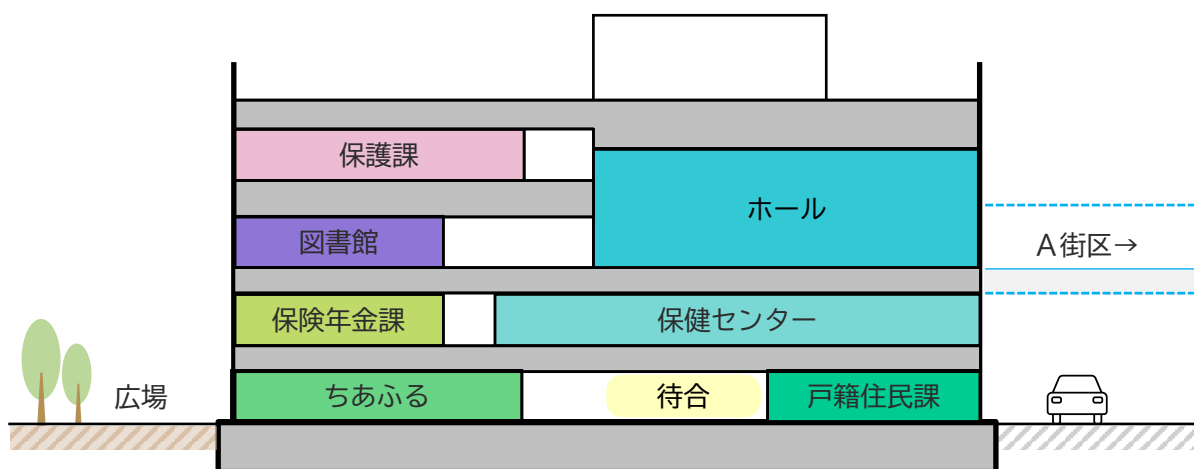 保護課
ホール
図書館
A街区→
保険年金課
保健センター
広場
ちあふる
待合
戸籍住民課